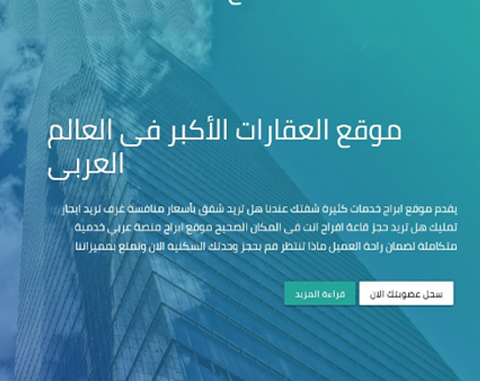 موقع العقارات الأكبر فى العالم
العربى
يقدم موقع ابراج خدمات كثيرة شقتك عندنا هل تريد شقق بأسعار منافسة غرف تريد ايجار
تمليك هل تريد حجز قاعة افراح انت فى المكان الصحيح موقع ابراج منصة عربي خدمية
متكاملة لضمان راحة العميل ماذا تنتظر قم بحجز وحدتك السكنيه الان وتمتع بمميزاتنا
سجل عضويتك الان
قراءة المزيد